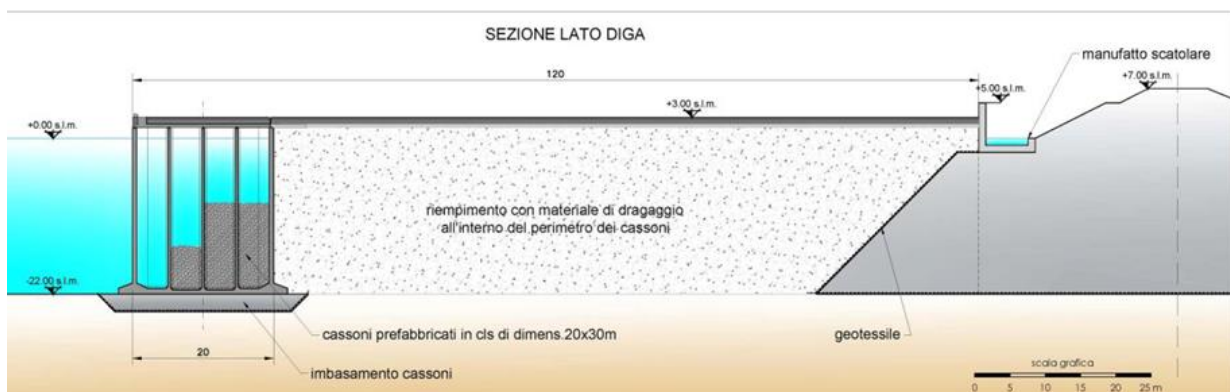 SEZIONE LATO DIGA
manufatto scatolare
120
+7.00 s.l.m.
+5.00 s.l.m.
+3.00 s.l.m.
+0.00 s.l.m.
riempimento con materiale di dragaggio
all'interno del perimetro dei cassoni
-22.00 s.l.m.
cassoni prefabbricati in cls di dimens.20x30m
geotessile
20
imbasamento cassoni
scala grafica
0 5 10 15 20 25 m